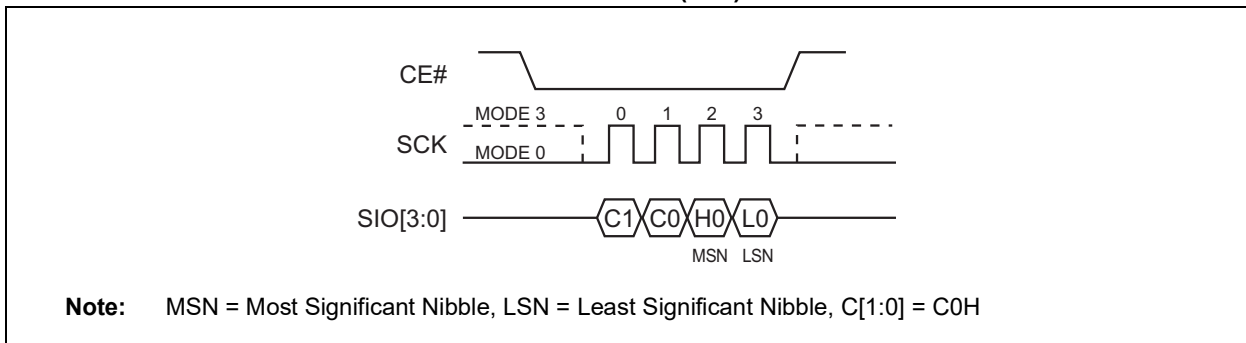 CE#
MODE 3 0 1 2 3
SCK
MODE 0
SIO[3:0] C1 C0 H0 L0
MSN LSN
Note: MSN = Most Significant Nibble, LSN = Least Significant Nibble, C[1:0] = C0H